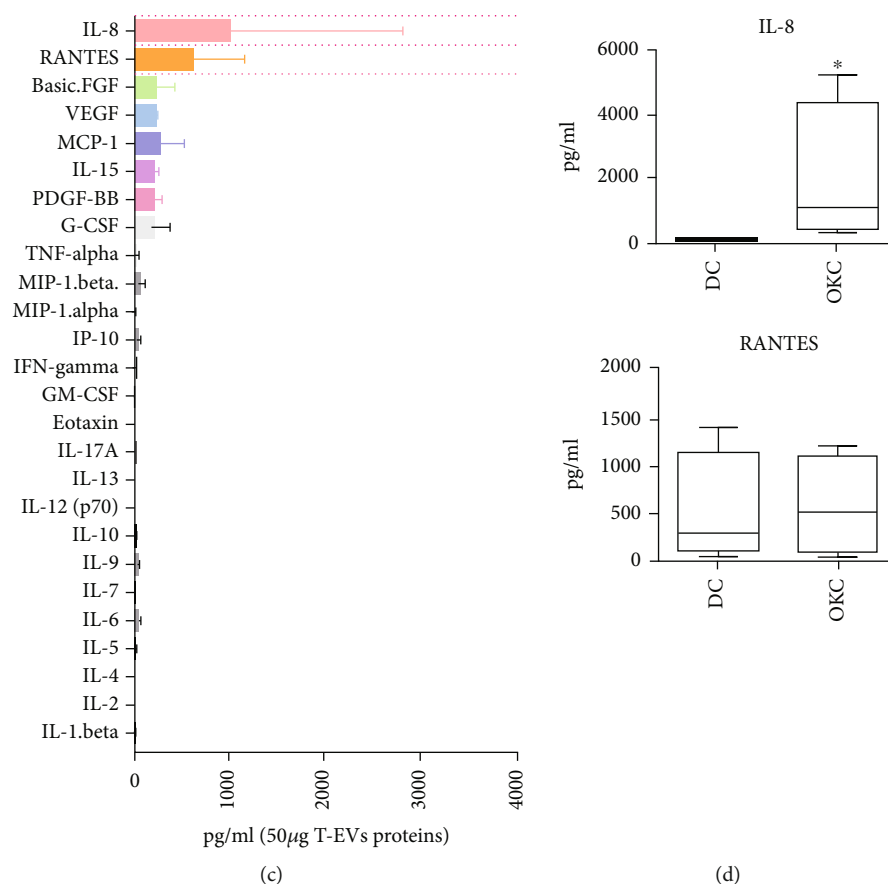 IL-8
RANTES
Basic.FGF
VEGF
MCP-1
IL-15
PDGF-BB
G-CSF
TNF-alpha
MIP-1.beta.
MIP-1.alpha
IP-10
IFN-gamma
GM-CSF
Eotaxin
IL-17A
IL-13
IL-12 (p70)
IL-10
IL-9
IL-7
IL-6
IL-5
IL-4
IL-2
IL-1.beta
0 1000 2000 3000 4000
pg/ml (50μg T-EVs proteins)
(c)
IL-8
6000
4000
2000
0
pg/ml
*
DC OKC
RANTES
2000
1500
1000
500
0
pg/ml
DC OKC
(d)